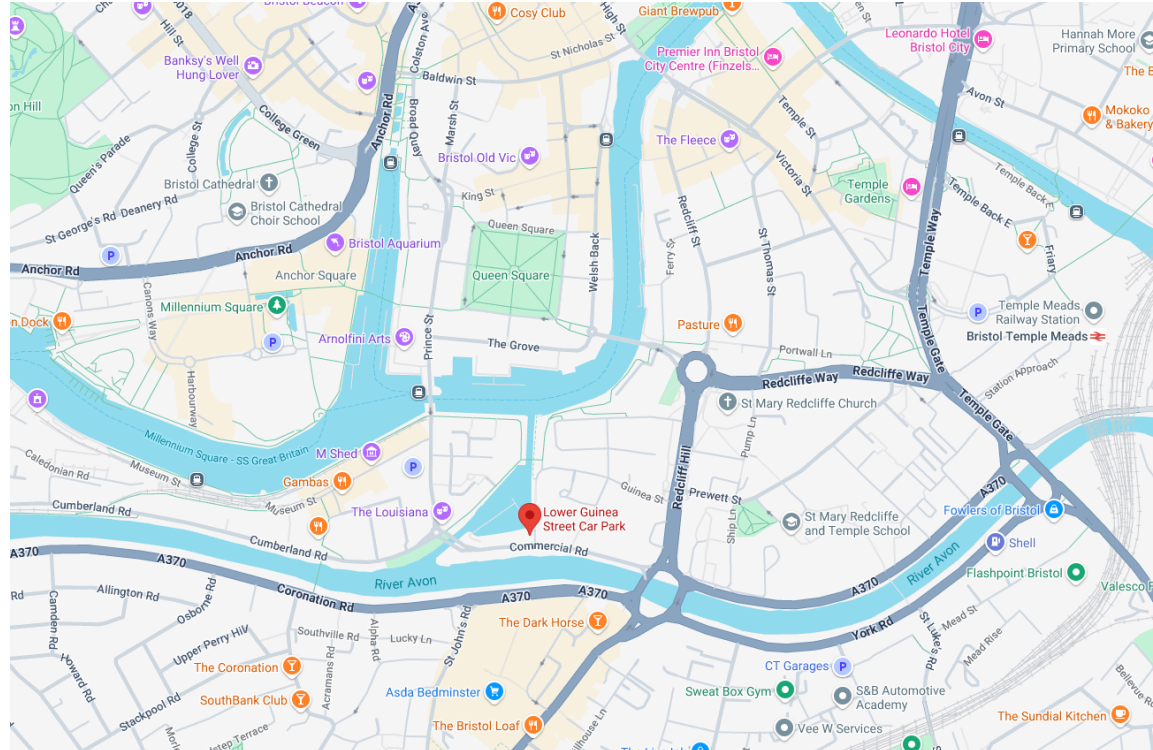 2018
Bristol Beacon
Cosy Club
High St
Giant Brewpub
Leonardo Hotel
Bristol City
Hannah More
Primary School
Hill St
Banksy's Well
Hung Lover
Colston Ave
St Nicholas St
Premier Inn Bristol
City Centre (Finzels...
Baldwin St
Anchor Rd
Broad Quay
Marsh St
Temple St
Avon St
Mokoko
& Bakery
on Hill
College St
College Green
Queen's Parade
Bristol Old Vic
The Fleece
Victoria St
Bristol Cathedral
King St
Temple
Gardens
Temple Back E
Temple Back
St George's Rd
Deanery Rd
Bristol Cathedral
Choir School
Queen Square
Redcliff St
Temple Way
Anchor Rd
Anchor Rd
Bristol Aquarium
Welsh Back
Ferry St
St Thomas St
Friary
Anchor Square
Queen Square
Canons Way
Millennium Square
P
P
P
Temple Meads
Railway Station
n Dock
Arnolfini Arts
Prince St
The Grove
Pasture
Portwall Ln
Temple Gate
Bristol Temple Meads
Harbourway
Redcliffe Way
Redcliffe Way
Station Approach
St Mary Redcliffe Church
Temple Gate
Millennium Square - SS Great Britain
M Shed
P
Redcliff Hill
Pump Ln
Caledonian Rd
Museum St
Gambas
Museum St
Guinea St
Prewett St
A370
Cumberland Rd
The Louisiana
Lower Guinea
Street Car Park
Ship Ln
St Mary Redcliffe
and Temple School
Fowlers of Bristol
Cumberland Rd
Commercial Rd
Shell
A370
A370
River Avon
A370
River Avon
Flashpoint Bristol
Coronation Rd
A370
A370
Valesco F
Allington Rd
Osborne Rd
Camden Rd
Southville Rd
Alpha Rd
Lucky Ln
St John's Rd
The Dark Horse
York Rd
St Luke's Rd
Mead St
Mead Rise
Upper Perry Hill
The Coronation
Howard Rd
SouthBank Club
Acramans Rd
Asda Bedminster
CT Garages
P
Sweat Box Gym
S&B Automotive
Academy
Bellevue Rd
Stackpool Rd
The Bristol Loaf
Vee W Services
The Sundial Kitchen